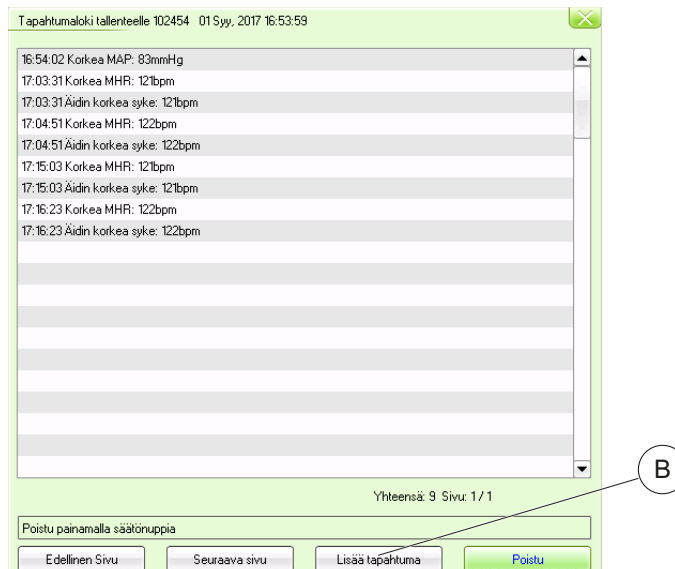 Tapahtumaloki tallenteelle 102454 01 Syy, 2017 16:53:59
16:54:02 Korkea MAP: 83mmHg
17:03:31 Korkea MHR: 121bpm
17:03:31 Äidin korkea syke: 121bpm
17:04:51 Korkea MHR: 122bpm
17:04:51 Äidin korkea syke: 122bpm
17:15:03 Korkea MHR: 121bpm
17:15:03 Äidin korkea syke: 121bpm
17:16:23 Korkea MHR: 122bpm
17:16:23 Äidin korkea syke: 122bpm
B
Yhteensä: 9 Sivu: 1 / 1
Poistu painamalla säätönuppia
Edellinen Sivu Seuraava sivu Lisää tapahtuma Poistu